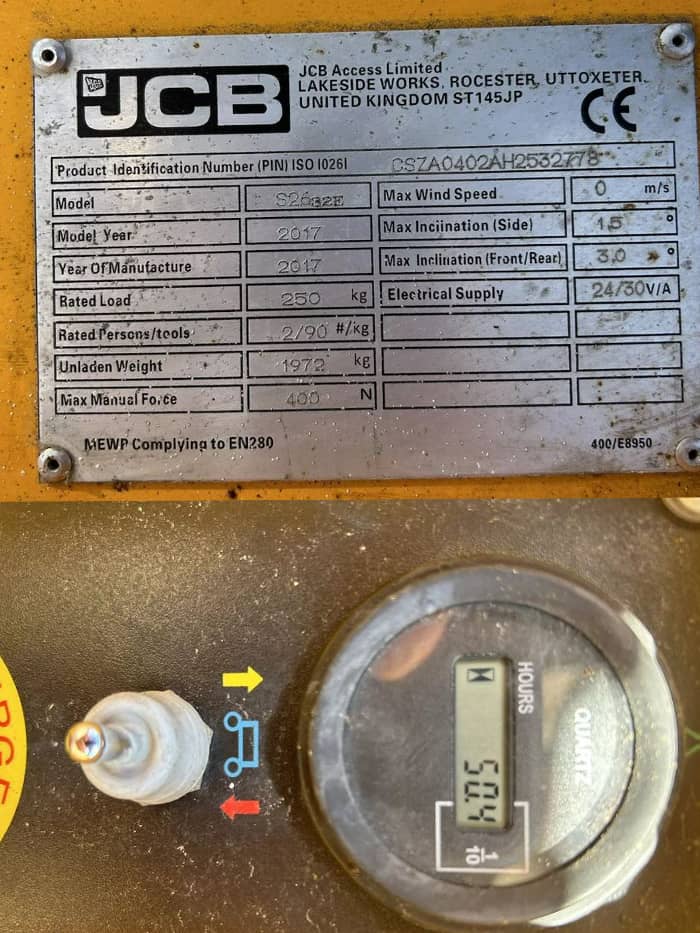 JCB
JCB Access Limited
LAKESIDE WORKS, ROCESTER, UTTOXETER.
UNITED KINGDOM ST145JP
CE
Product Identification Number (PIN) ISO 10261 CSZA0402AH2532778
Model S2632E Max Wind Speed 0 m/s
Model Year 2017 Max Inclination (Side) 1.5 °
Year Of Manufacture 2017 Max Inclination (Front/Rear) 3.0 °
Rated Load 250 kg Electrical Supply 24/30 V/A
Rated Persons/tools 2/90 #/kg
Unladen Weight 1972 kg
Max Manual Force 400 N
MEWP Complying to EN280 400/E8950
QUARTZ
HOURS
50.4
1/10